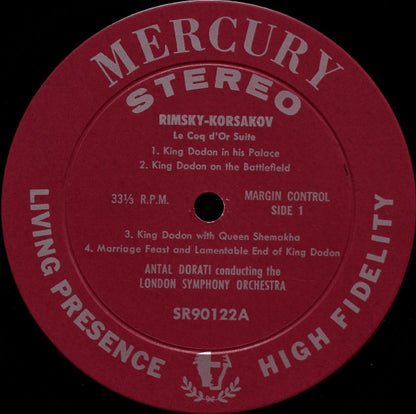 MERCURY
STEREO
RIMSKY-KORSAKOV
Le Coq d'Or Suite
1. King Dodon in his Palace
2. King Dodon on the Battlefield
33⅓ R.P.M.
MARGIN CONTROL
SIDE 1
3. King Dodon with Queen Shemakha
4. Marriage Feast and Lamentable End of King Dodon
ANTAL DORATI conducting the
LONDON SYMPHONY ORCHESTRA
SR90122A
LIVING PRESENCE
HIGH FIDELITY